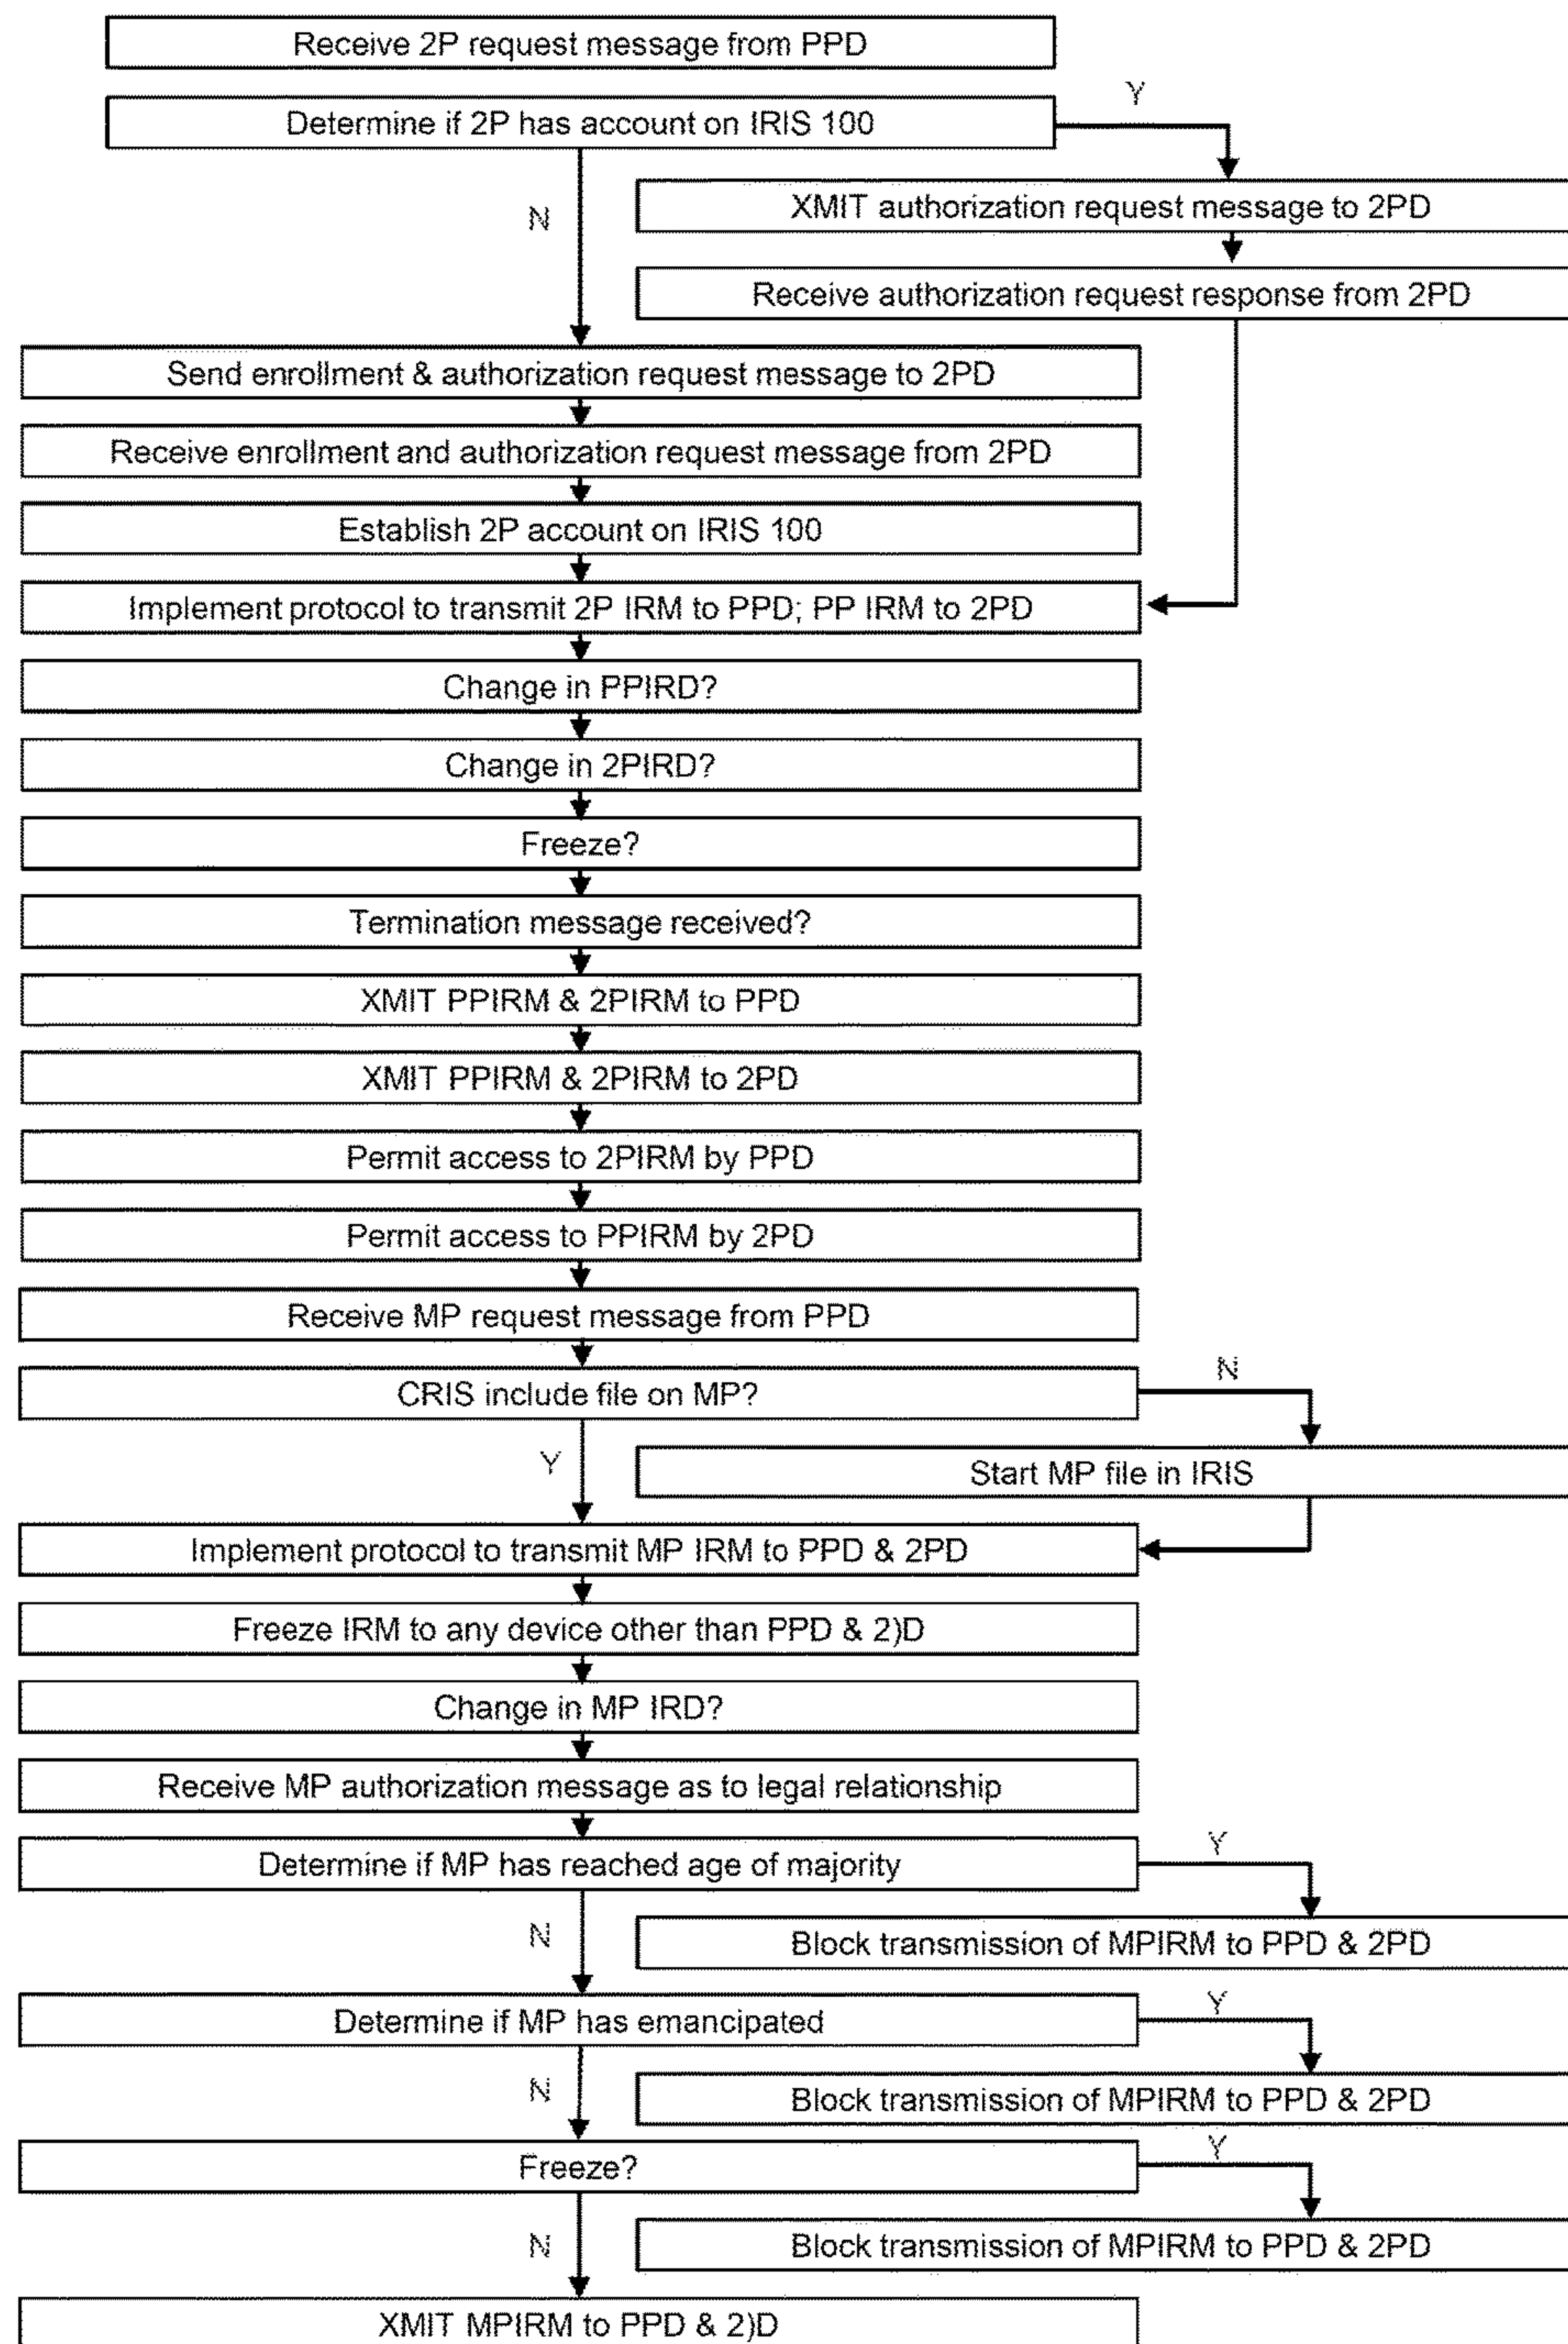 Receive 2P request message from PPD
Determine if 2P has account on IRIS 100
Y
XMIT authorization request message to 2PD
N
Receive authorization request response from 2PD
Send enrollment & authorization request message to 2PD
Receive enrollment and authorization request message from 2PD
Establish 2P account on IRIS 100
Implement protocol to transmit 2P IRM to PPD; PP IRM to 2PD
Change in PPIRD?
Change in 2PIRD?
Freeze?
Termination message received?
XMIT PPIRM & 2PIRM to PPD
XMIT PPIRM & 2PIRM to 2PD
Permit access to 2PIRM by PPD
Permit access to PPIRM by 2PD
Receive MP request message from PPD
CRIS include file on MP?
N
Y
Start MP file in IRIS
Implement protocol to transmit MP IRM to PPD & 2PD
Freeze IRM to any device other than PPD & 2)D
Change in MP IRD?
Receive MP authorization message as to legal relationship
Determine if MP has reached age of majority
Y
N
Block transmission of MPIRM to PPD & 2PD
Determine if MP has emancipated
Y
N
Block transmission of MPIRM to PPD & 2PD
Freeze?
Y
N
Block transmission of MPIRM to PPD & 2PD
XMIT MPIRM to PPD & 2)D